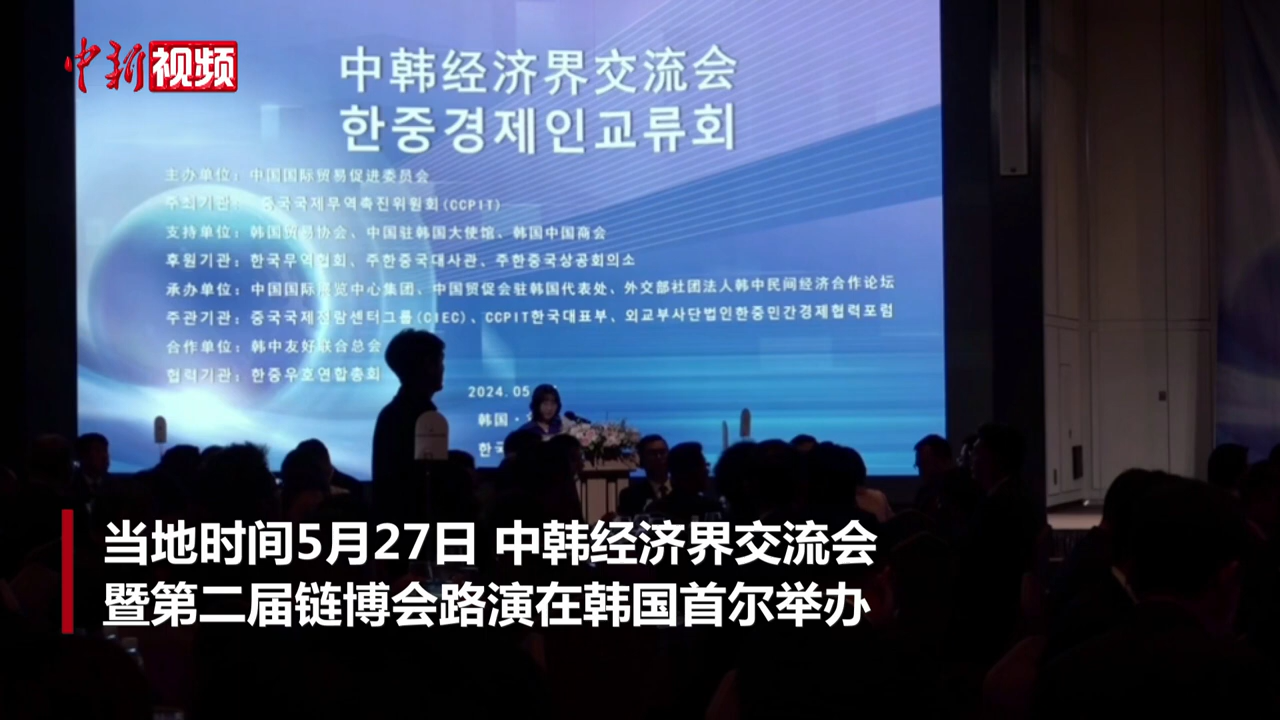 中新视频
中韩经济界交流会
한중경제인교류회
主办单位：中国国际贸易促进委员会
주최기관： 중국국제무역촉진위원회(CCPIT)
支持单位：韩国贸易协会、中国驻韩国大使馆、韩国中国商会
후원기관：한국무역협회、주한중국대사관、주한중국상공회의소
承办单位：中国国际展览中心集团、中国贸促会驻韩国代表处、外交部社团法人韩中民间经济合作论坛
주관기관：중국국제전람센터그룹(CIEC)、CCPIT한국대표부、외교부사단법인한중민간경제협력포럼
合作单位：韩中友好联合总会
협력기관：한중우호연합총회
2024.05
韩国·
한
当地时间5月27日 中韩经济界交流会
暨第二届链博会路演在韩国首尔举办